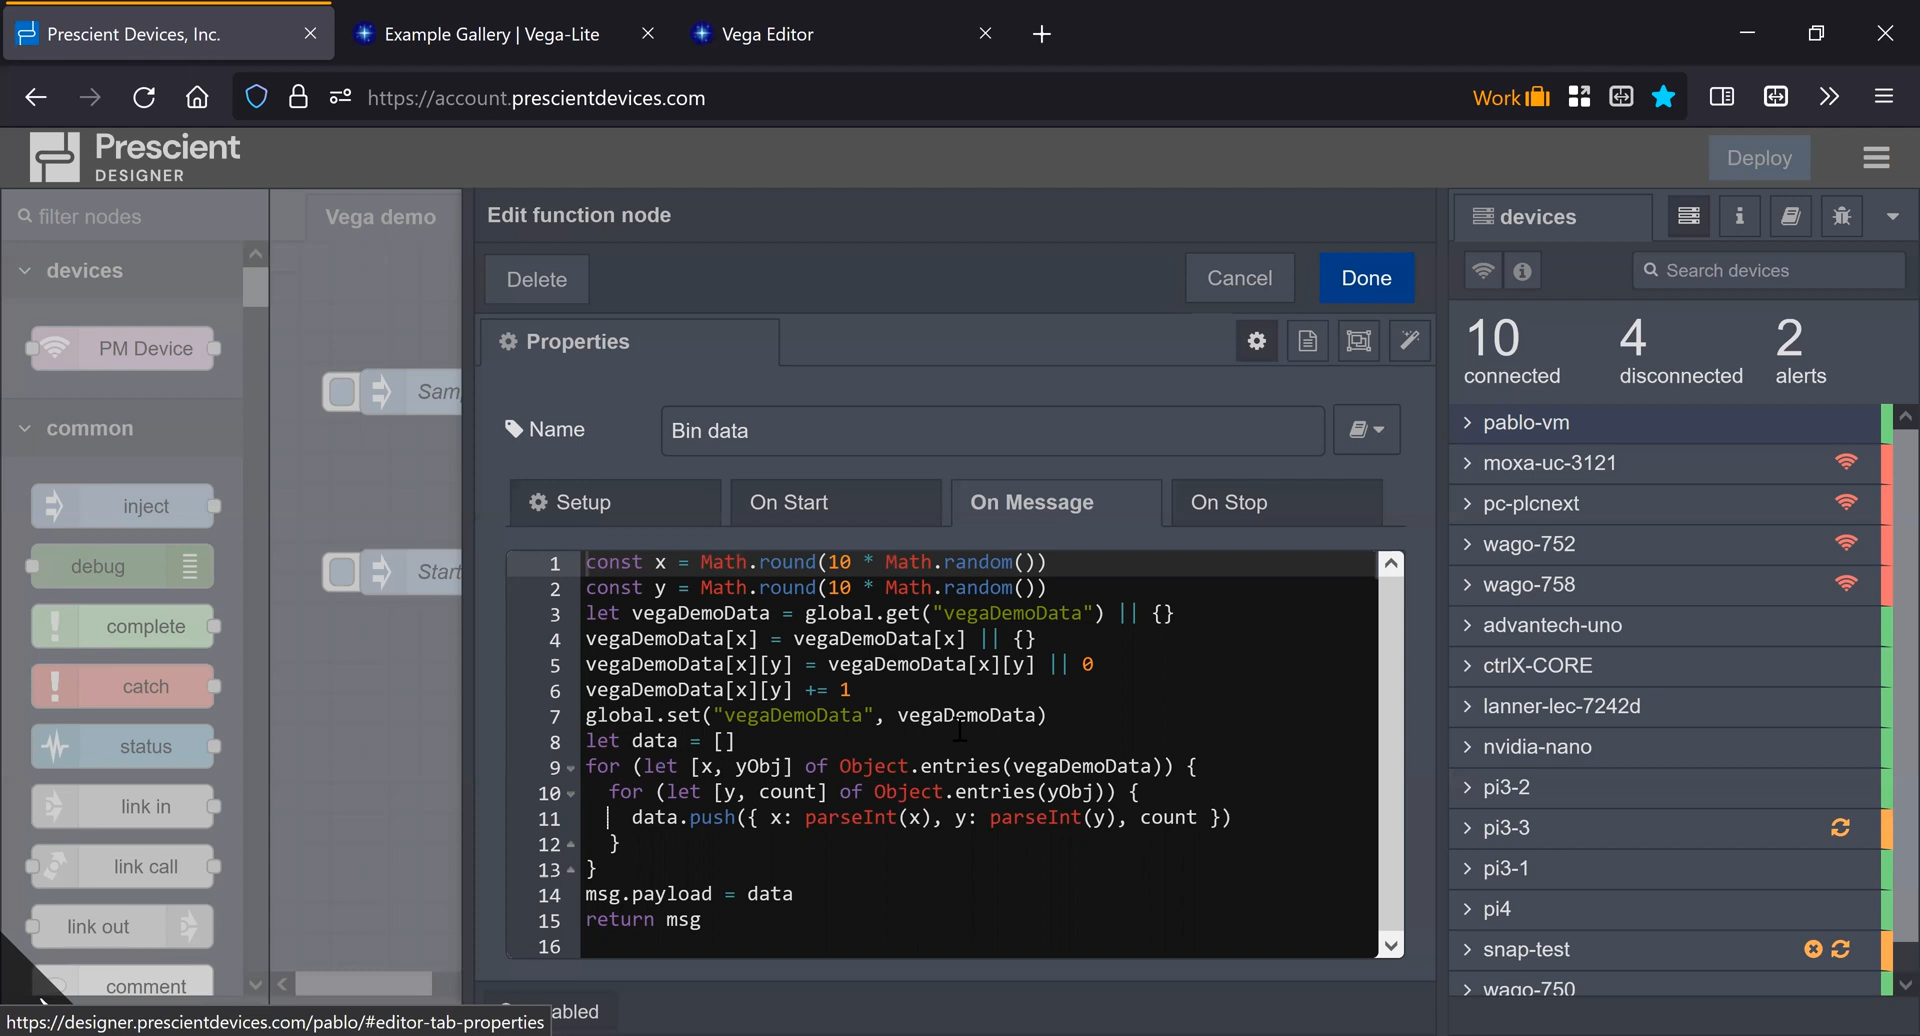 Prescient Devices, Inc.
Example Gallery | Vega-Lite
Vega Editor
https://account.prescientdevices.com
Work
Prescient
DESIGNER
Deploy
filter nodes
Vega demo
devices
PM Device
common
inject
debug
complete
catch
status
link in
link call
link out
comment
Sam
Start
Edit function node
Delete
Cancel
Done
Properties
Name
Bin data
Setup
On Start
On Message
On Stop
1 const x = Math.round(10 * Math.random())
2 const y = Math.round(10 * Math.random())
3 let vegaDemoData = global.get("vegaDemoData") || {}
4 vegaDemoData[x] = vegaDemoData[x] || {}
5 vegaDemoData[x][y] = vegaDemoData[x][y] || 0
6 vegaDemoData[x][y] += 1
7 global.set("vegaDemoData", vegaDemoData)
8 let data = []
9 for (let [x, yObj] of Object.entries(vegaDemoData)) {
10 for (let [y, count] of Object.entries(yObj)) {
11 data.push({ x: parseInt(x), y: parseInt(y), count })
12 }
13 }
14 msg.payload = data
15 return msg
16
abled
devices
Search devices
10 connected
4 disconnected
2 alerts
pablo-vm
moxa-uc-3121
pc-plcnext
wago-752
wago-758
advantech-uno
ctrlX-CORE
lanner-lec-7242d
nvidia-nano
pi3-2
pi3-3
pi3-1
pi4
snap-test
wago-750
https://designer.prescientdevices.com/pablo/#editor-tab-properties